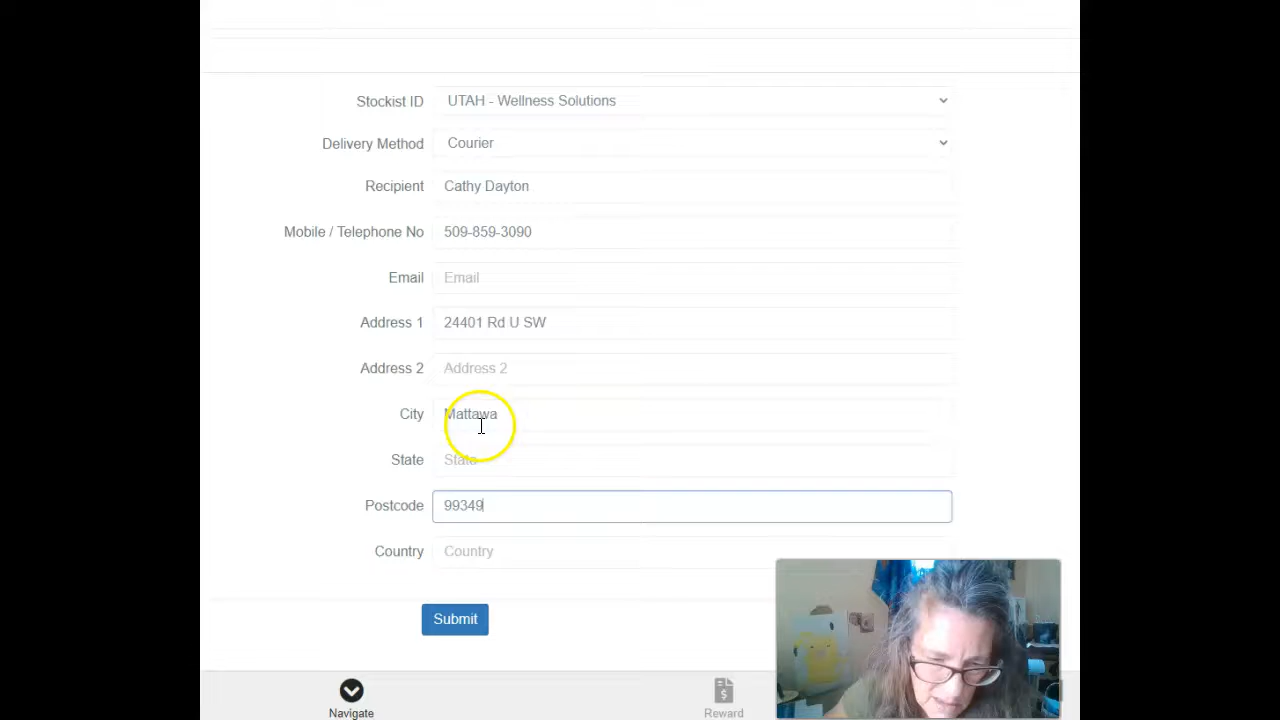 Stockist ID UTAH - Wellness Solutions
Delivery Method Courier
Recipient Cathy Dayton
Mobile / Telephone No 509-859-3090
Email Email
Address 1 24401 Rd U SW
Address 2 Address 2
City Mattawa
State State
Postcode 99349
Country Country
Submit
Navigate Reward